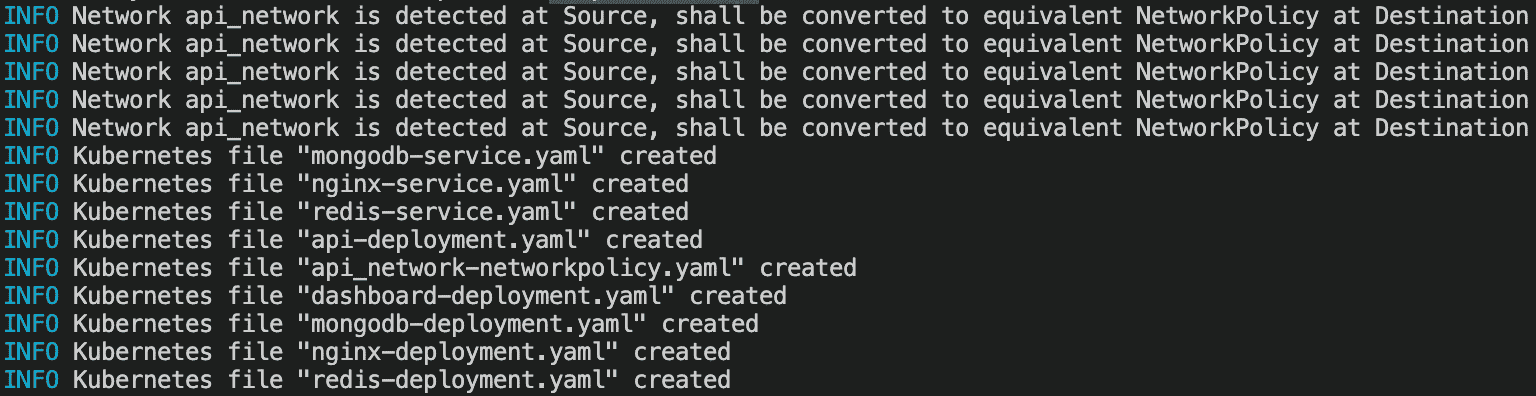 INFO Network api_network is detected at Source, shall be converted to equivalent NetworkPolicy at Destination
INFO Network api_network is detected at Source, shall be converted to equivalent NetworkPolicy at Destination
INFO Network api_network is detected at Source, shall be converted to equivalent NetworkPolicy at Destination
INFO Network api_network is detected at Source, shall be converted to equivalent NetworkPolicy at Destination
INFO Network api_network is detected at Source, shall be converted to equivalent NetworkPolicy at Destination
INFO Kubernetes file "mongodb-service.yaml" created
INFO Kubernetes file "nginx-service.yaml" created
INFO Kubernetes file "redis-service.yaml" created
INFO Kubernetes file "api-deployment.yaml" created
INFO Kubernetes file "api_network-networkpolicy.yaml" created
INFO Kubernetes file "dashboard-deployment.yaml" created
INFO Kubernetes file "mongodb-deployment.yaml" created
INFO Kubernetes file "nginx-deployment.yaml" created
INFO Kubernetes file "redis-deployment.yaml" created